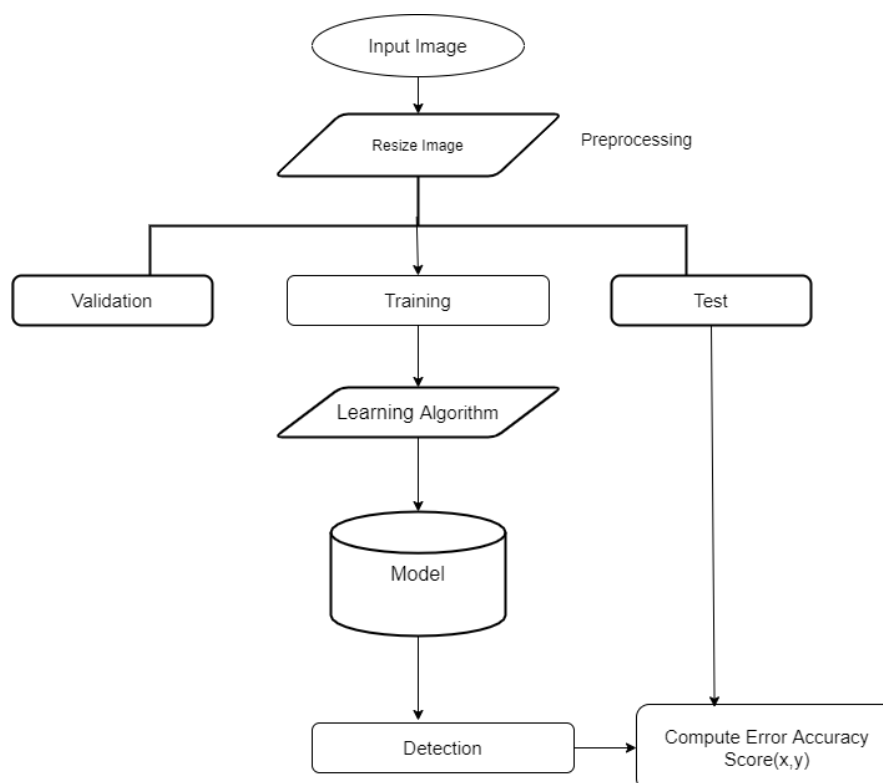 Input Image
Resize Image
Preprocessing
Validation
Training
Test
Learning Algorithm
Model
Detection
Compute Error Accuracy
Score(x,y)